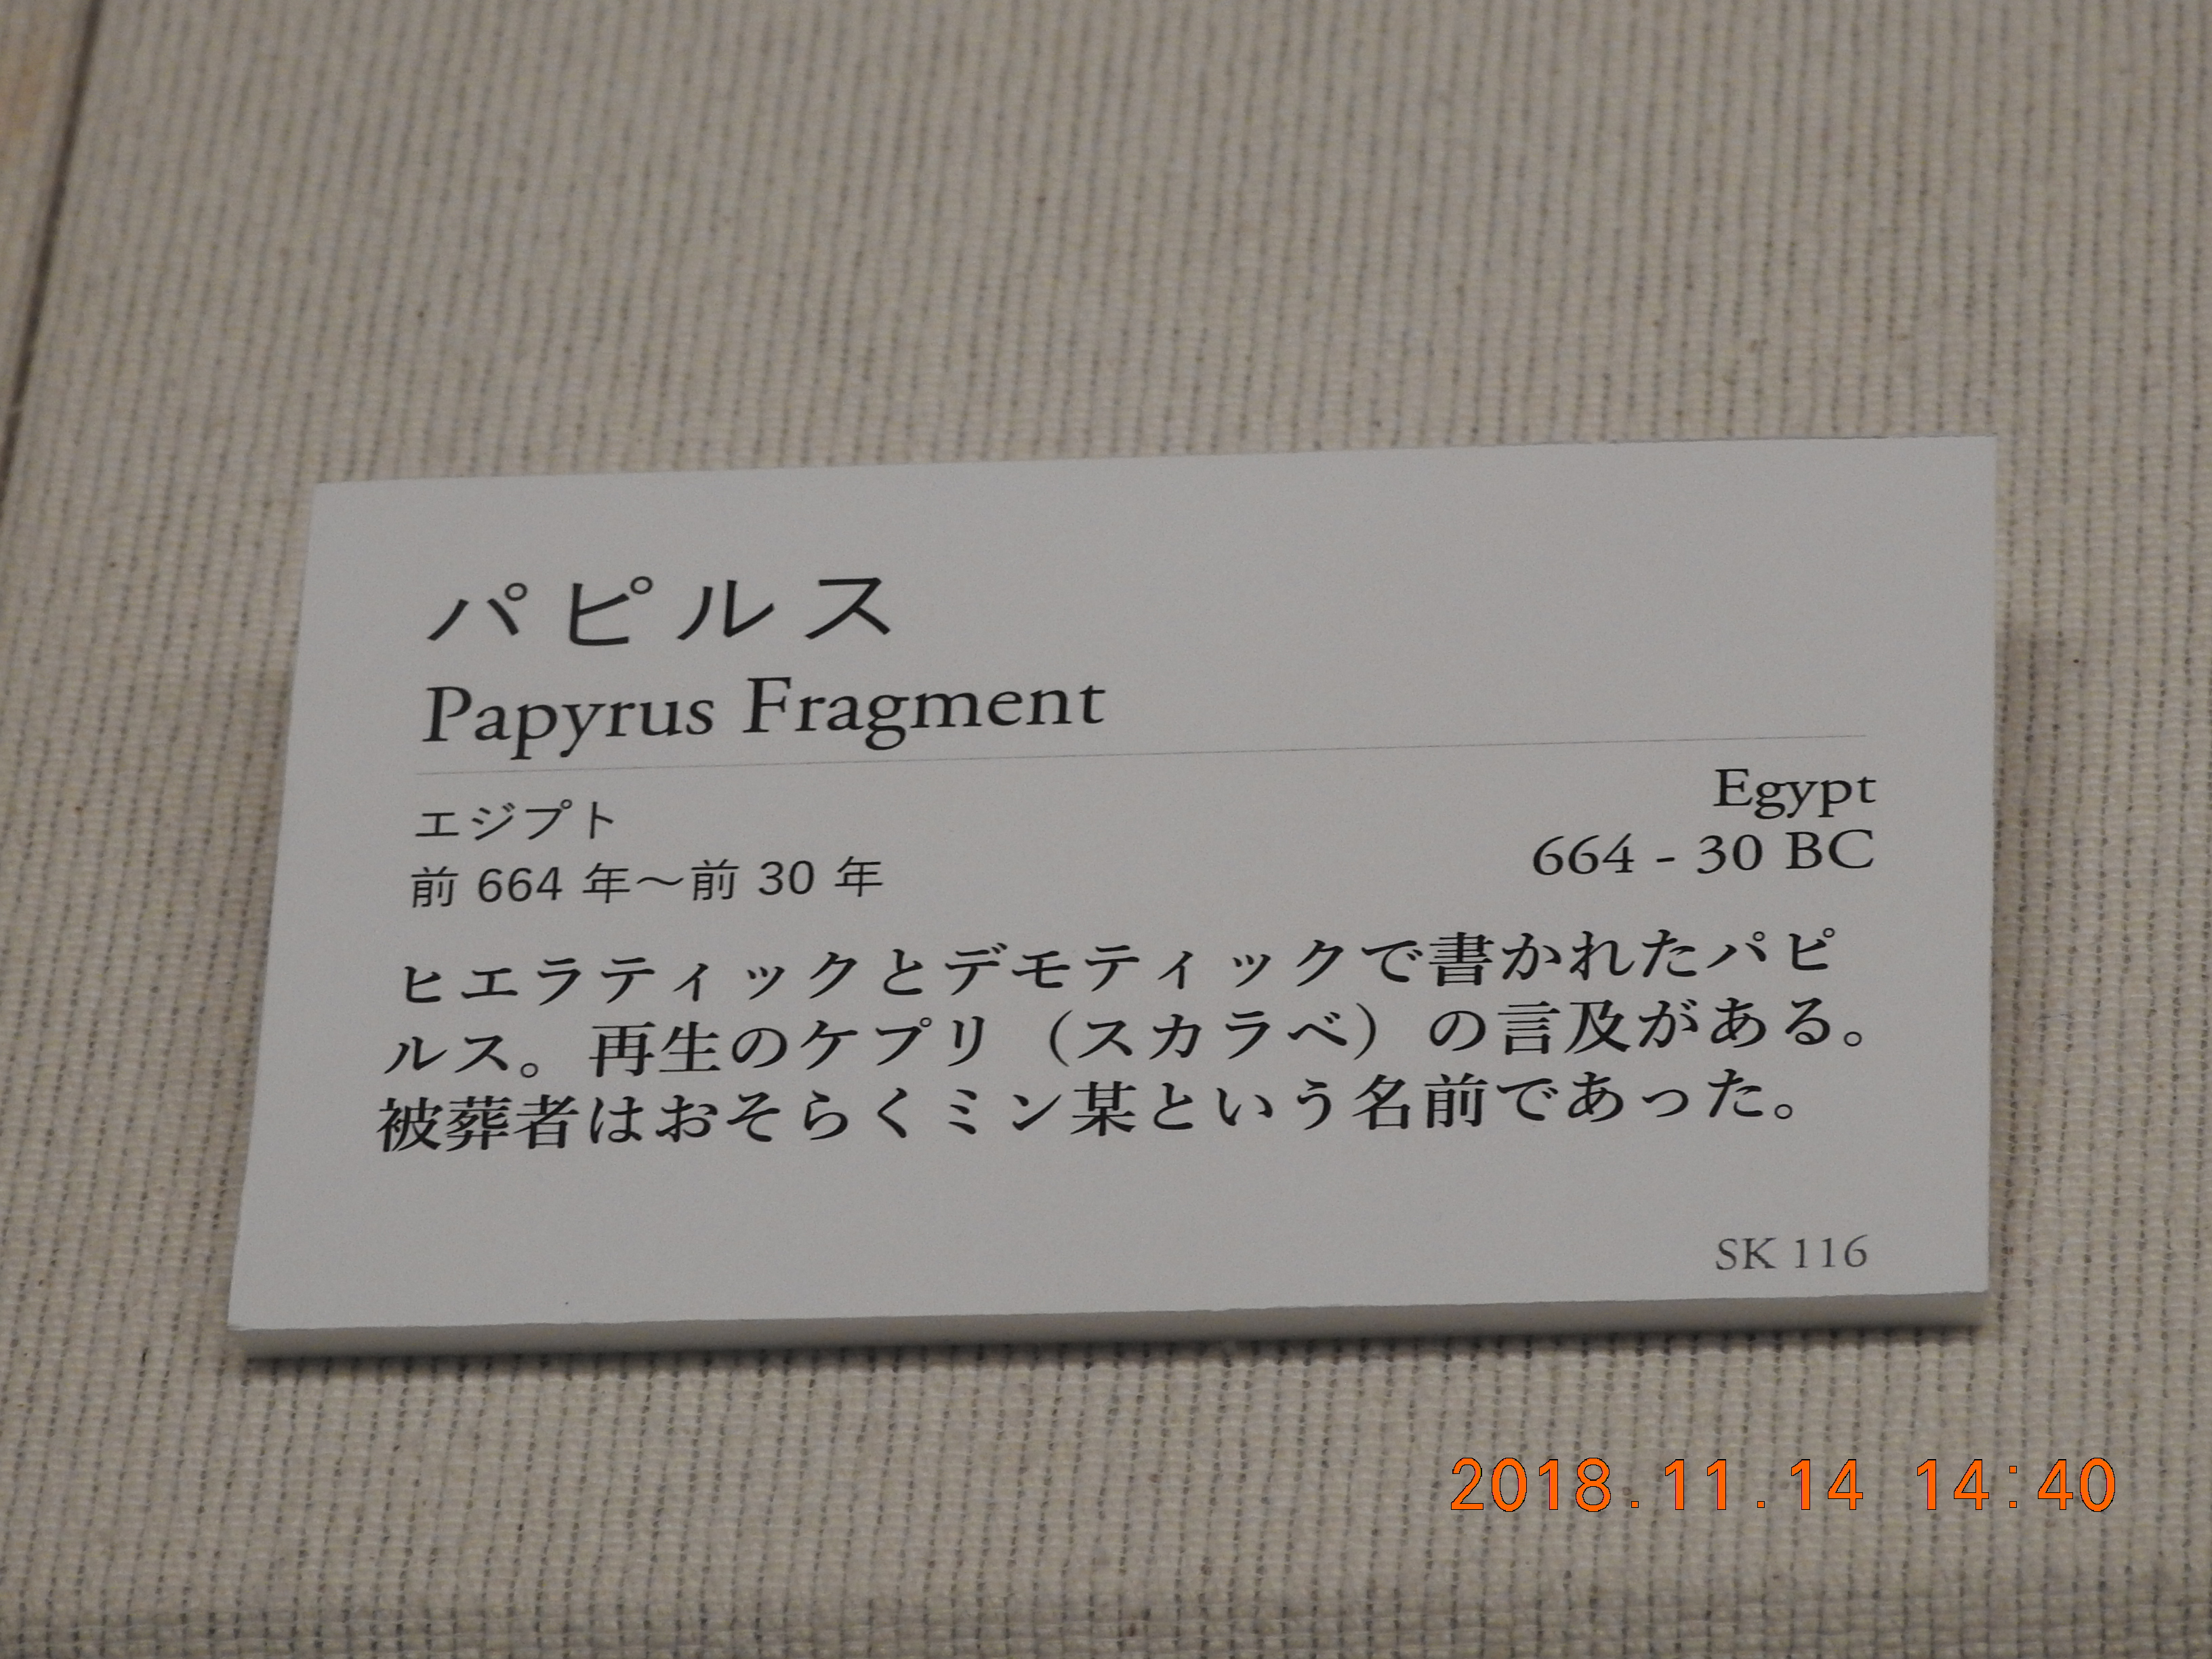 パピルス
Papyrus Fragment
エジプト
前 664 年～前 30 年
Egypt
664 - 30 BC
ヒエラティックとデモティックで書かれたパピ
ルス。再生のケプリ（スカラベ）の言及がある。
被葬者はおそらくミン某という名前であった。
SK 116
2018.11.14 14:40